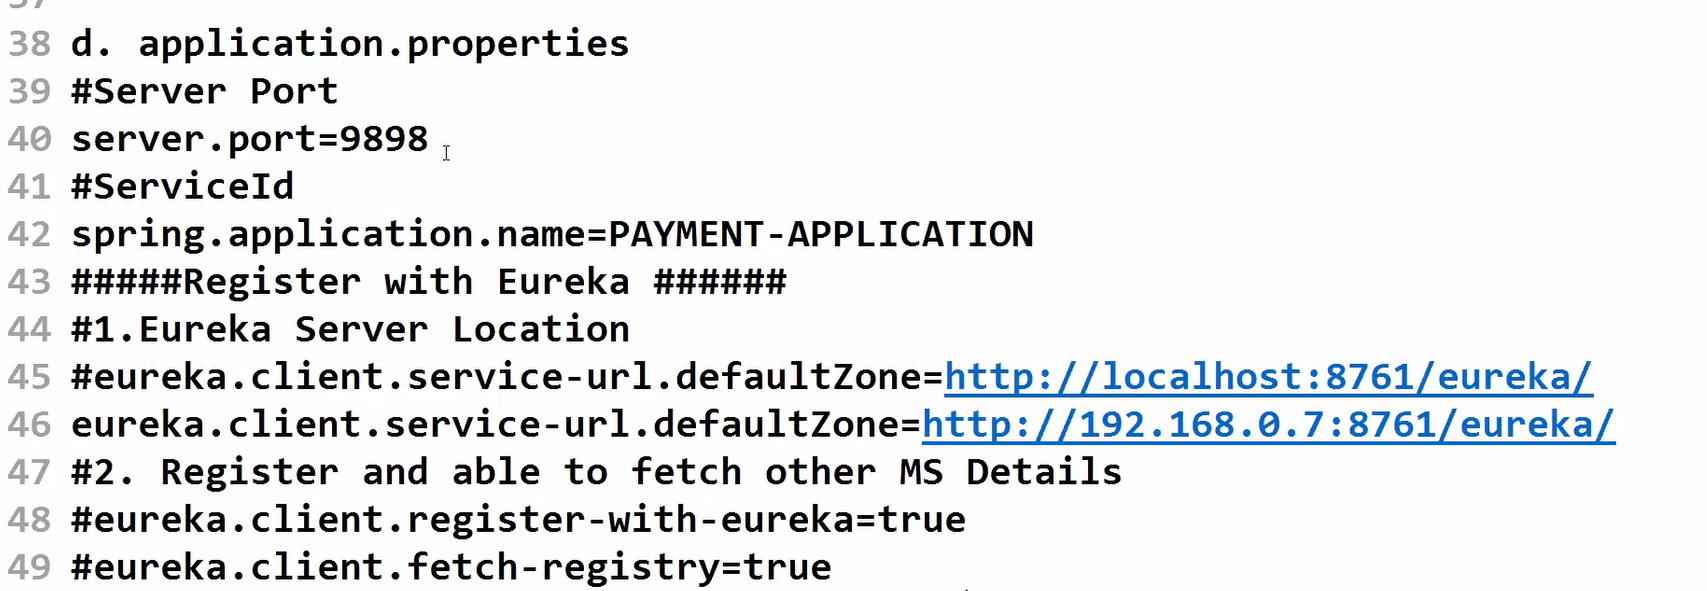 38 d. application.properties
39 #Server Port
40 server.port=9898
41 #ServiceId
42 spring.application.name=PAYMENT-APPLICATION
43 #####Register with Eureka ######
44 #1.Eureka Server Location
45 #eureka.client.service-url.defaultZone=http://localhost:8761/eureka/
46 eureka.client.service-url.defaultZone=http://192.168.0.7:8761/eureka/
47 #2. Register and able to fetch other MS Details
48 #eureka.client.register-with-eureka=true
49 #eureka.client.fetch-registry=true